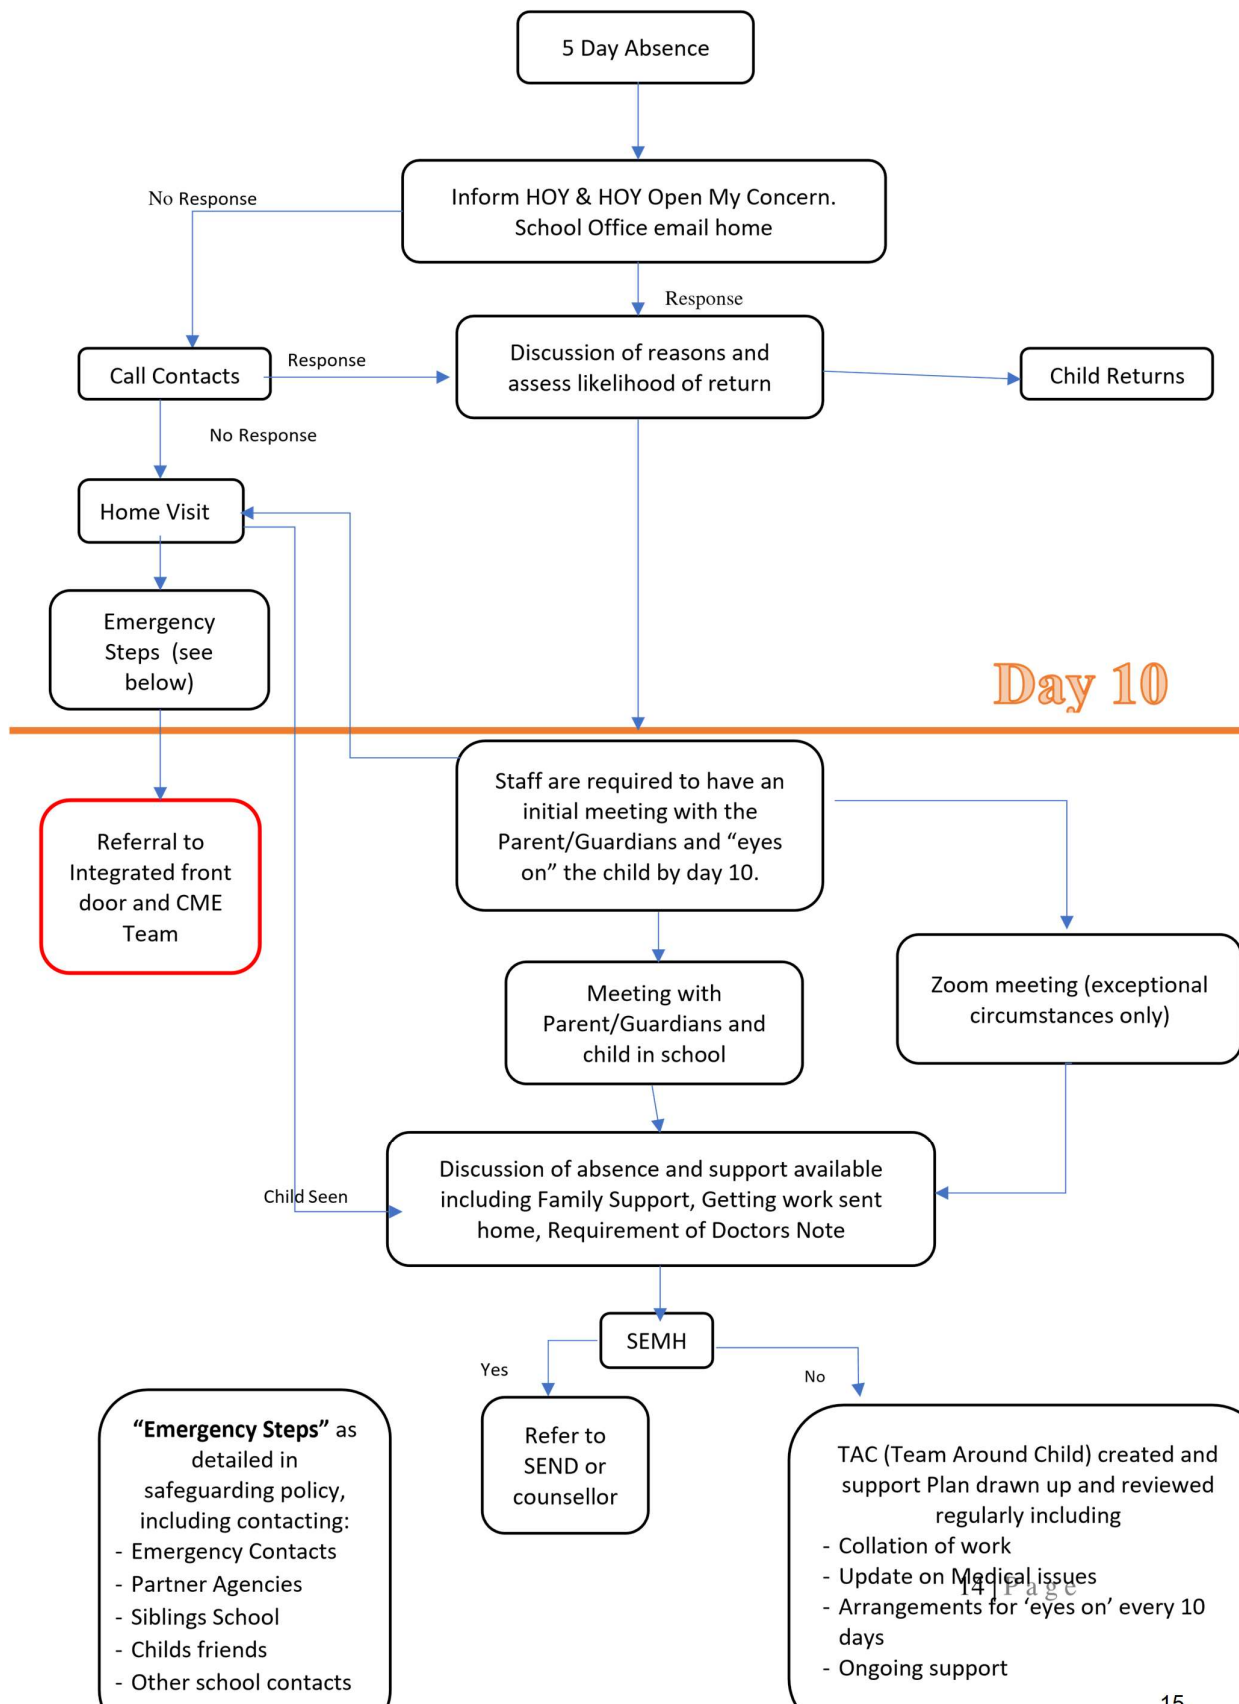 5 Day Absence
Inform HOY & HOY Open My Concern.
School Office email home
No Response
Response
Call Contacts
Response
Discussion of reasons and
assess likelihood of return
Child Returns
No Response
Home Visit
Emergency
Steps (see
below)
Day 10
Staff are required to have an
initial meeting with the
Parent/Guardians and “eyes
on” the child by day 10.
Referral to
Integrated front
door and CME
Team
Meeting with
Parent/Guardians and
child in school
Zoom meeting (exceptional
circumstances only)
Child Seen
Discussion of absence and support available
including Family Support, Getting work sent
home, Requirement of Doctors Note
SEMH
Yes
No
Refer to
SEND or
counsellor
“Emergency Steps” as
detailed in
safeguarding policy,
including contacting:
- Emergency Contacts
- Partner Agencies
- Siblings School
- Childs friends
- Other school contacts
TAC (Team Around Child) created and
support Plan drawn up and reviewed
regularly including
- Collation of work
- Update on Medical issues
- Arrangements for ‘eyes on’ every 10
days
- Ongoing support
14 | Page
15